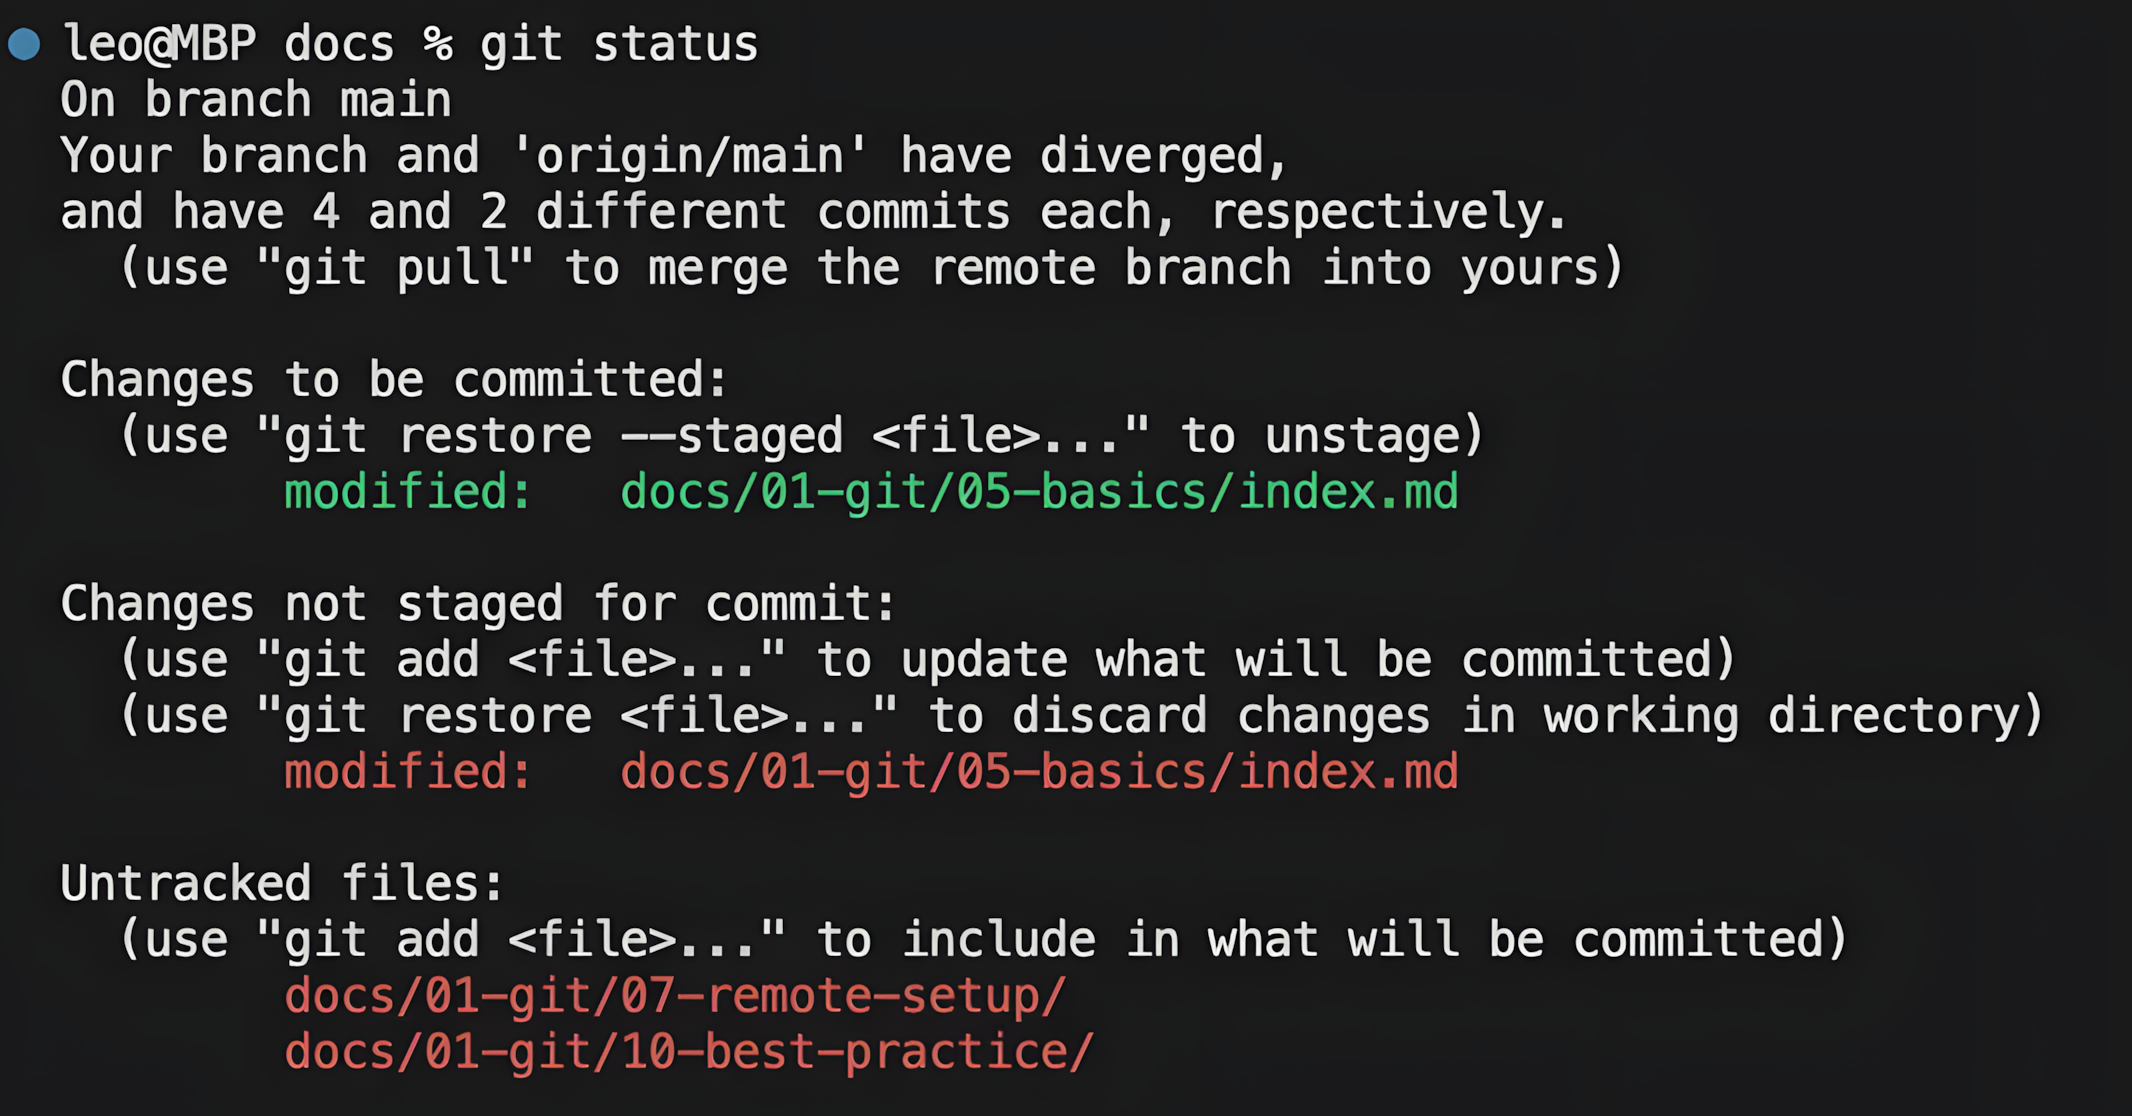 leo@MBP docs % git status
On branch main
Your branch and 'origin/main' have diverged,
and have 4 and 2 different commits each, respectively.
  (use "git pull" to merge the remote branch into yours)

Changes to be committed:
  (use "git restore --staged <file>..." to unstage)
        modified:   docs/01-git/05-basics/index.md

Changes not staged for commit:
  (use "git add <file>..." to update what will be committed)
  (use "git restore <file>..." to discard changes in working directory)
        modified:   docs/01-git/05-basics/index.md

Untracked files:
  (use "git add <file>..." to include in what will be committed)
        docs/01-git/07-remote-setup/
        docs/01-git/10-best-practice/